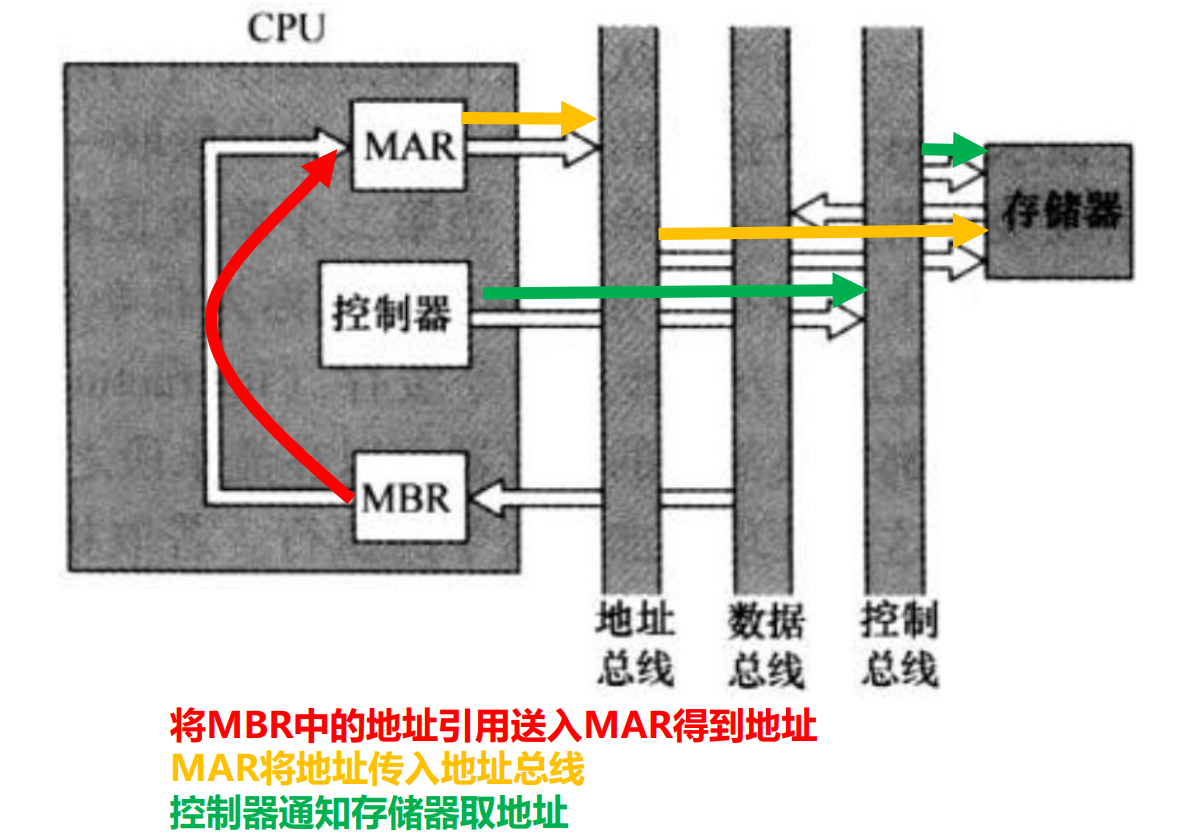 CPU
MAR
存储器
控制器
MBR
地址
总线
数据
总线
控制
总线
将MBR中的地址引用送入MAR得到地址
MAR将地址传入地址总线
控制器通知存储器取地址